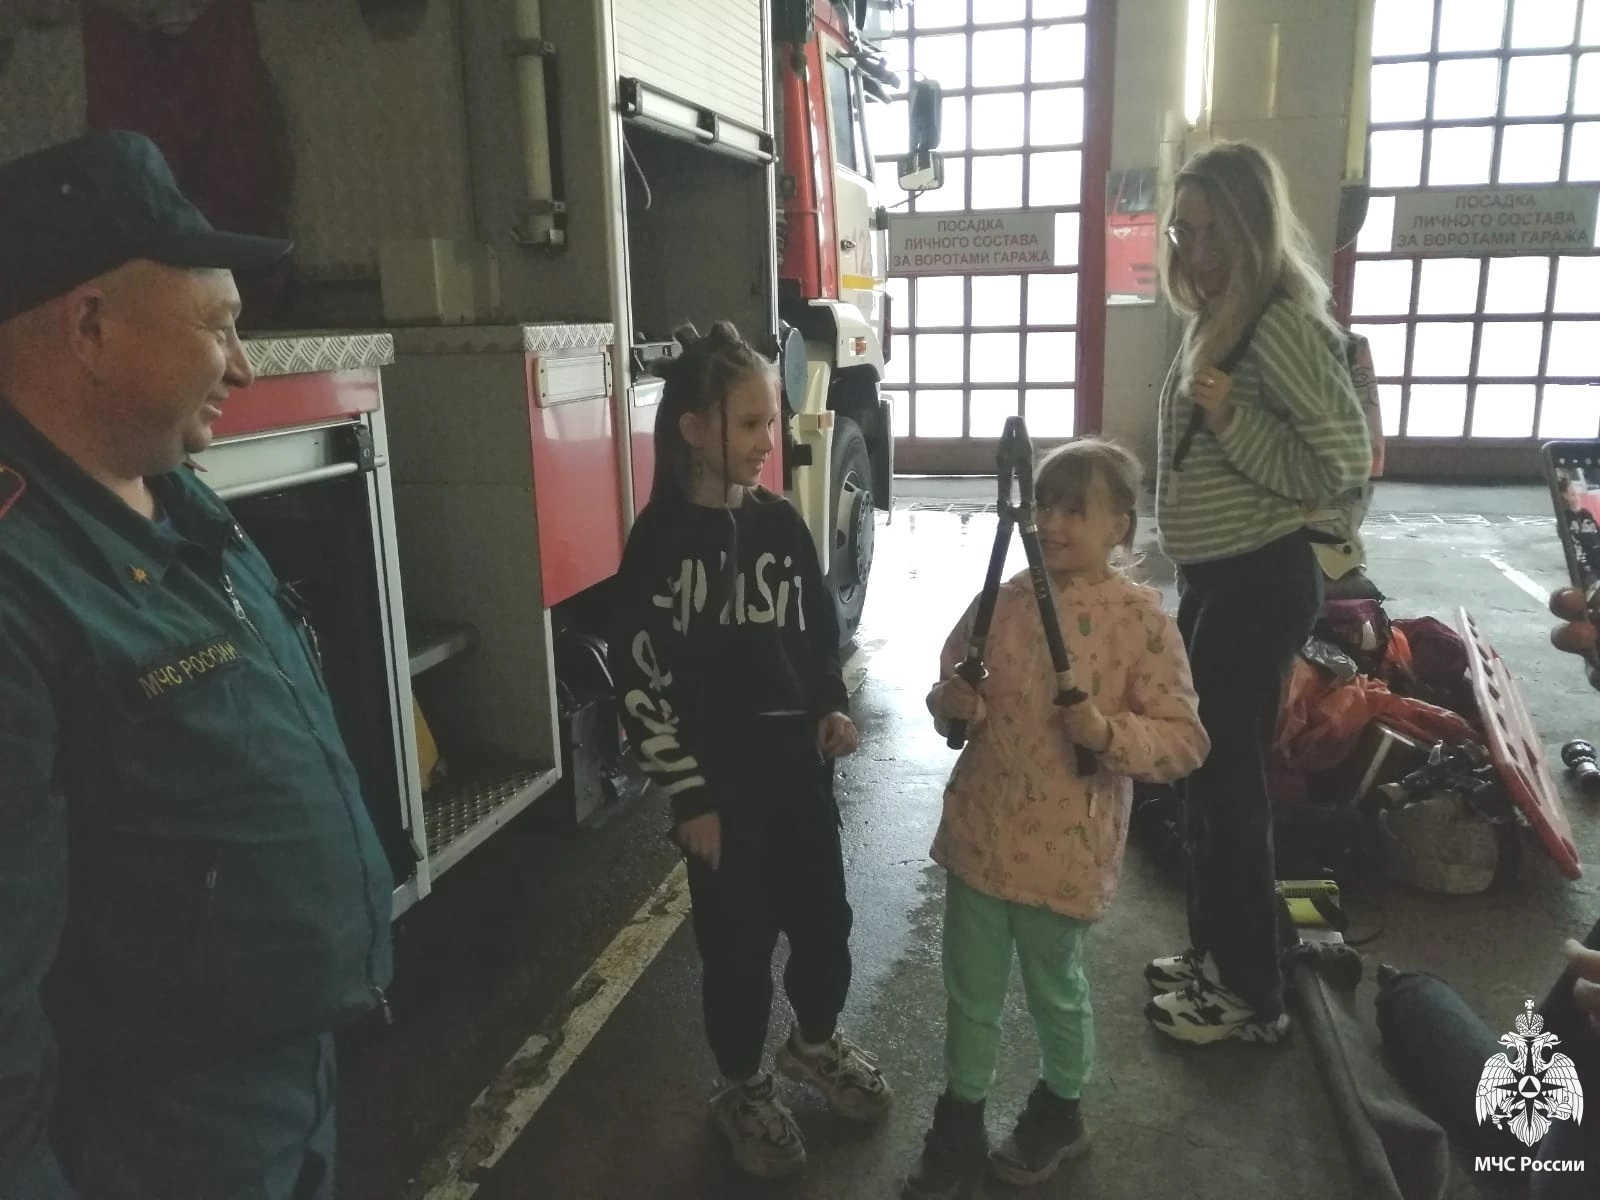 ПОСАДКА
ЛИЧНОГО СОСТАВА
ЗА ВОРОТАМИ ГАРАЖА
ПОСАДКА
ЛИЧНОГО СОСТАВА
ЗА ВОРОТАМИ ГАРАЖА
МЧС РОССИИ
МЧС России